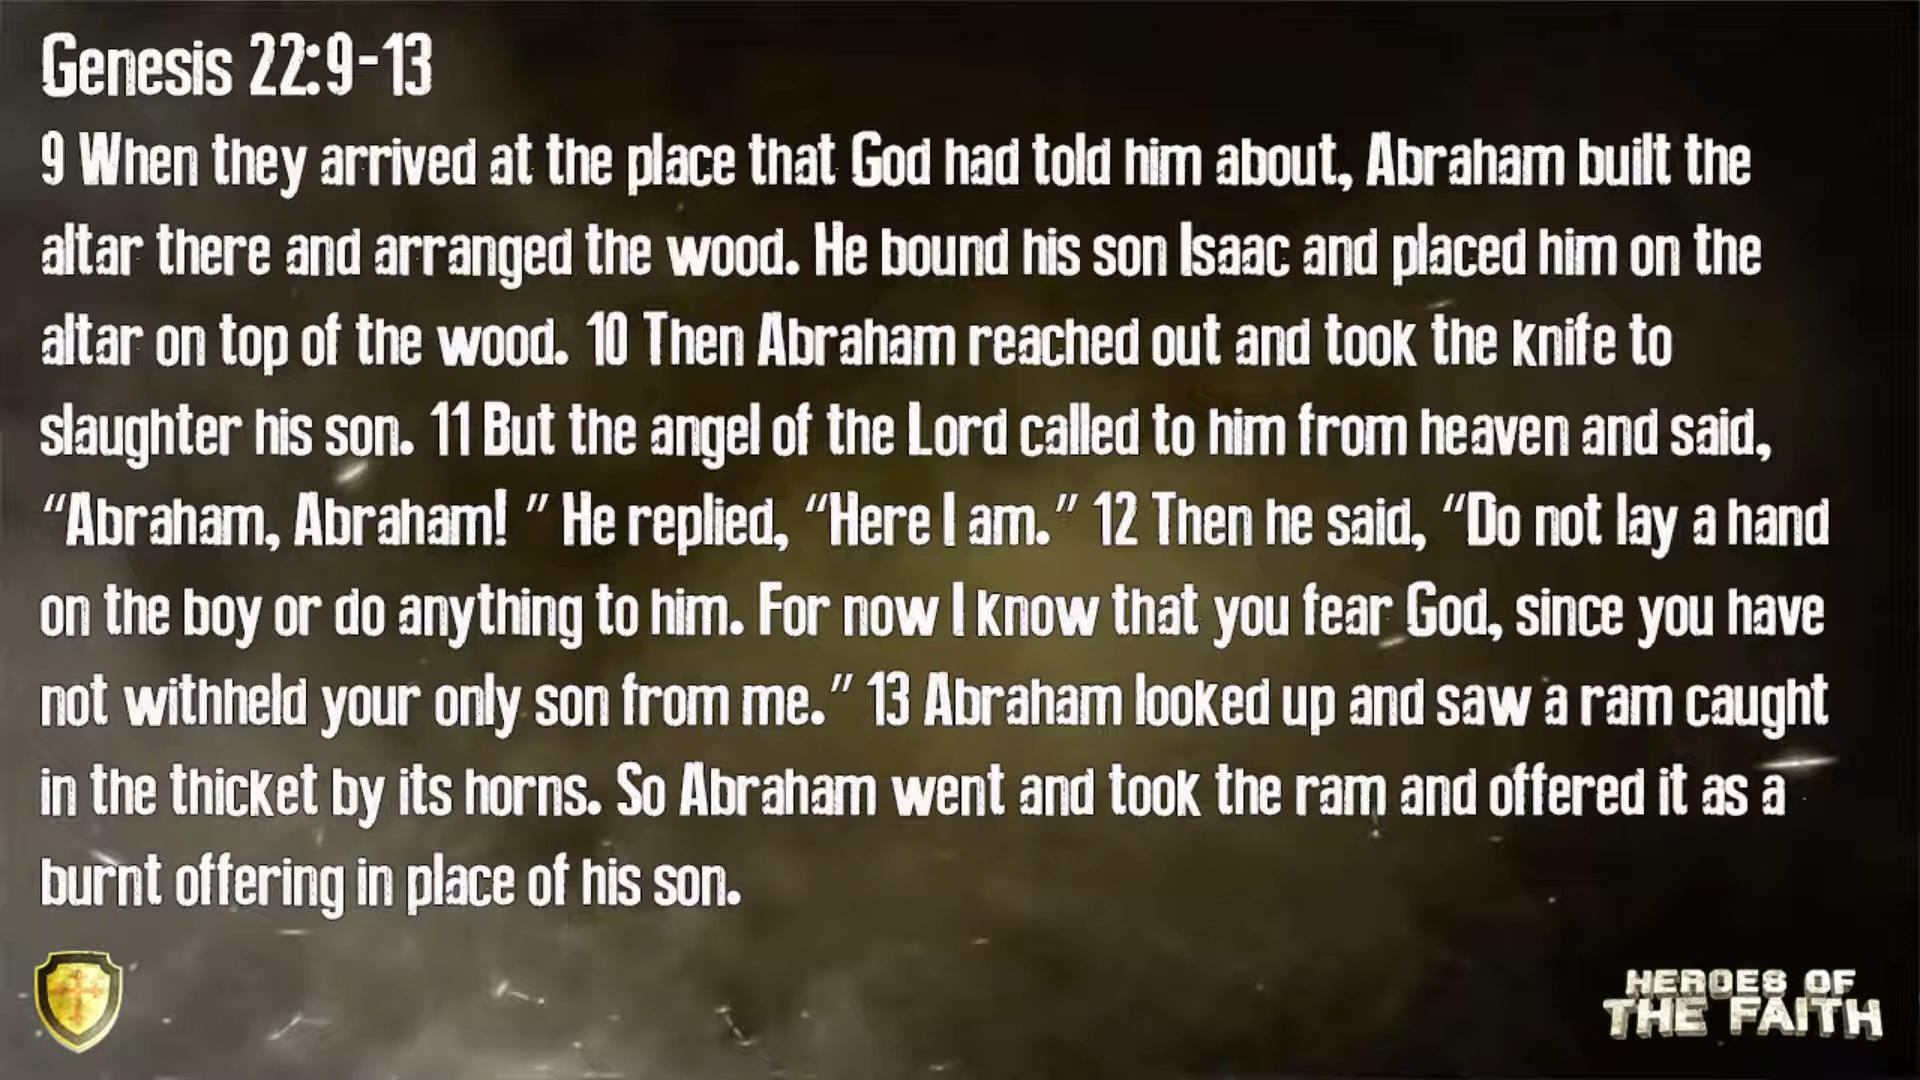 Genesis 22:9-13
9 When they arrived at the place that God had told him about, Abraham built the
altar there and arranged the wood. He bound his son Isaac and placed him on the
altar on top of the wood. 10 Then Abraham reached out and took the knife to
slaughter his son. 11 But the angel of the Lord called to him from heaven and said,
“Abraham, Abraham! ” He replied, “Here I am.” 12 Then he said, “Do not lay a hand
on the boy or do anything to him. For now I know that you fear God, since you have
not withheld your only son from me.” 13 Abraham looked up and saw a ram caught
in the thicket by its horns. So Abraham went and took the ram and offered it as a
burnt offering in place of his son.
HEROES OF
THE FAITH